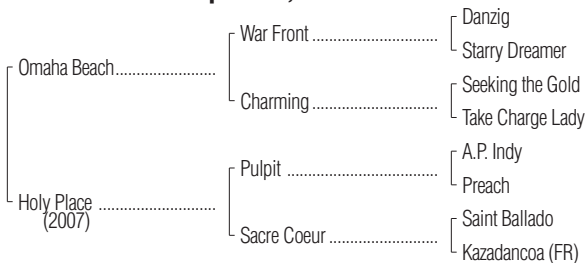 Danzig
War Front ........................
Starry Dreamer
Omaha Beach........................
Seeking the Gold
Charming ........................
Take Charge Lady
A.P. Indy
Pulpit ........................
Preach
Holy Place ........................
(2007)
Saint Ballado
Sacre Coeur ........................
Kazadancoa (FR)